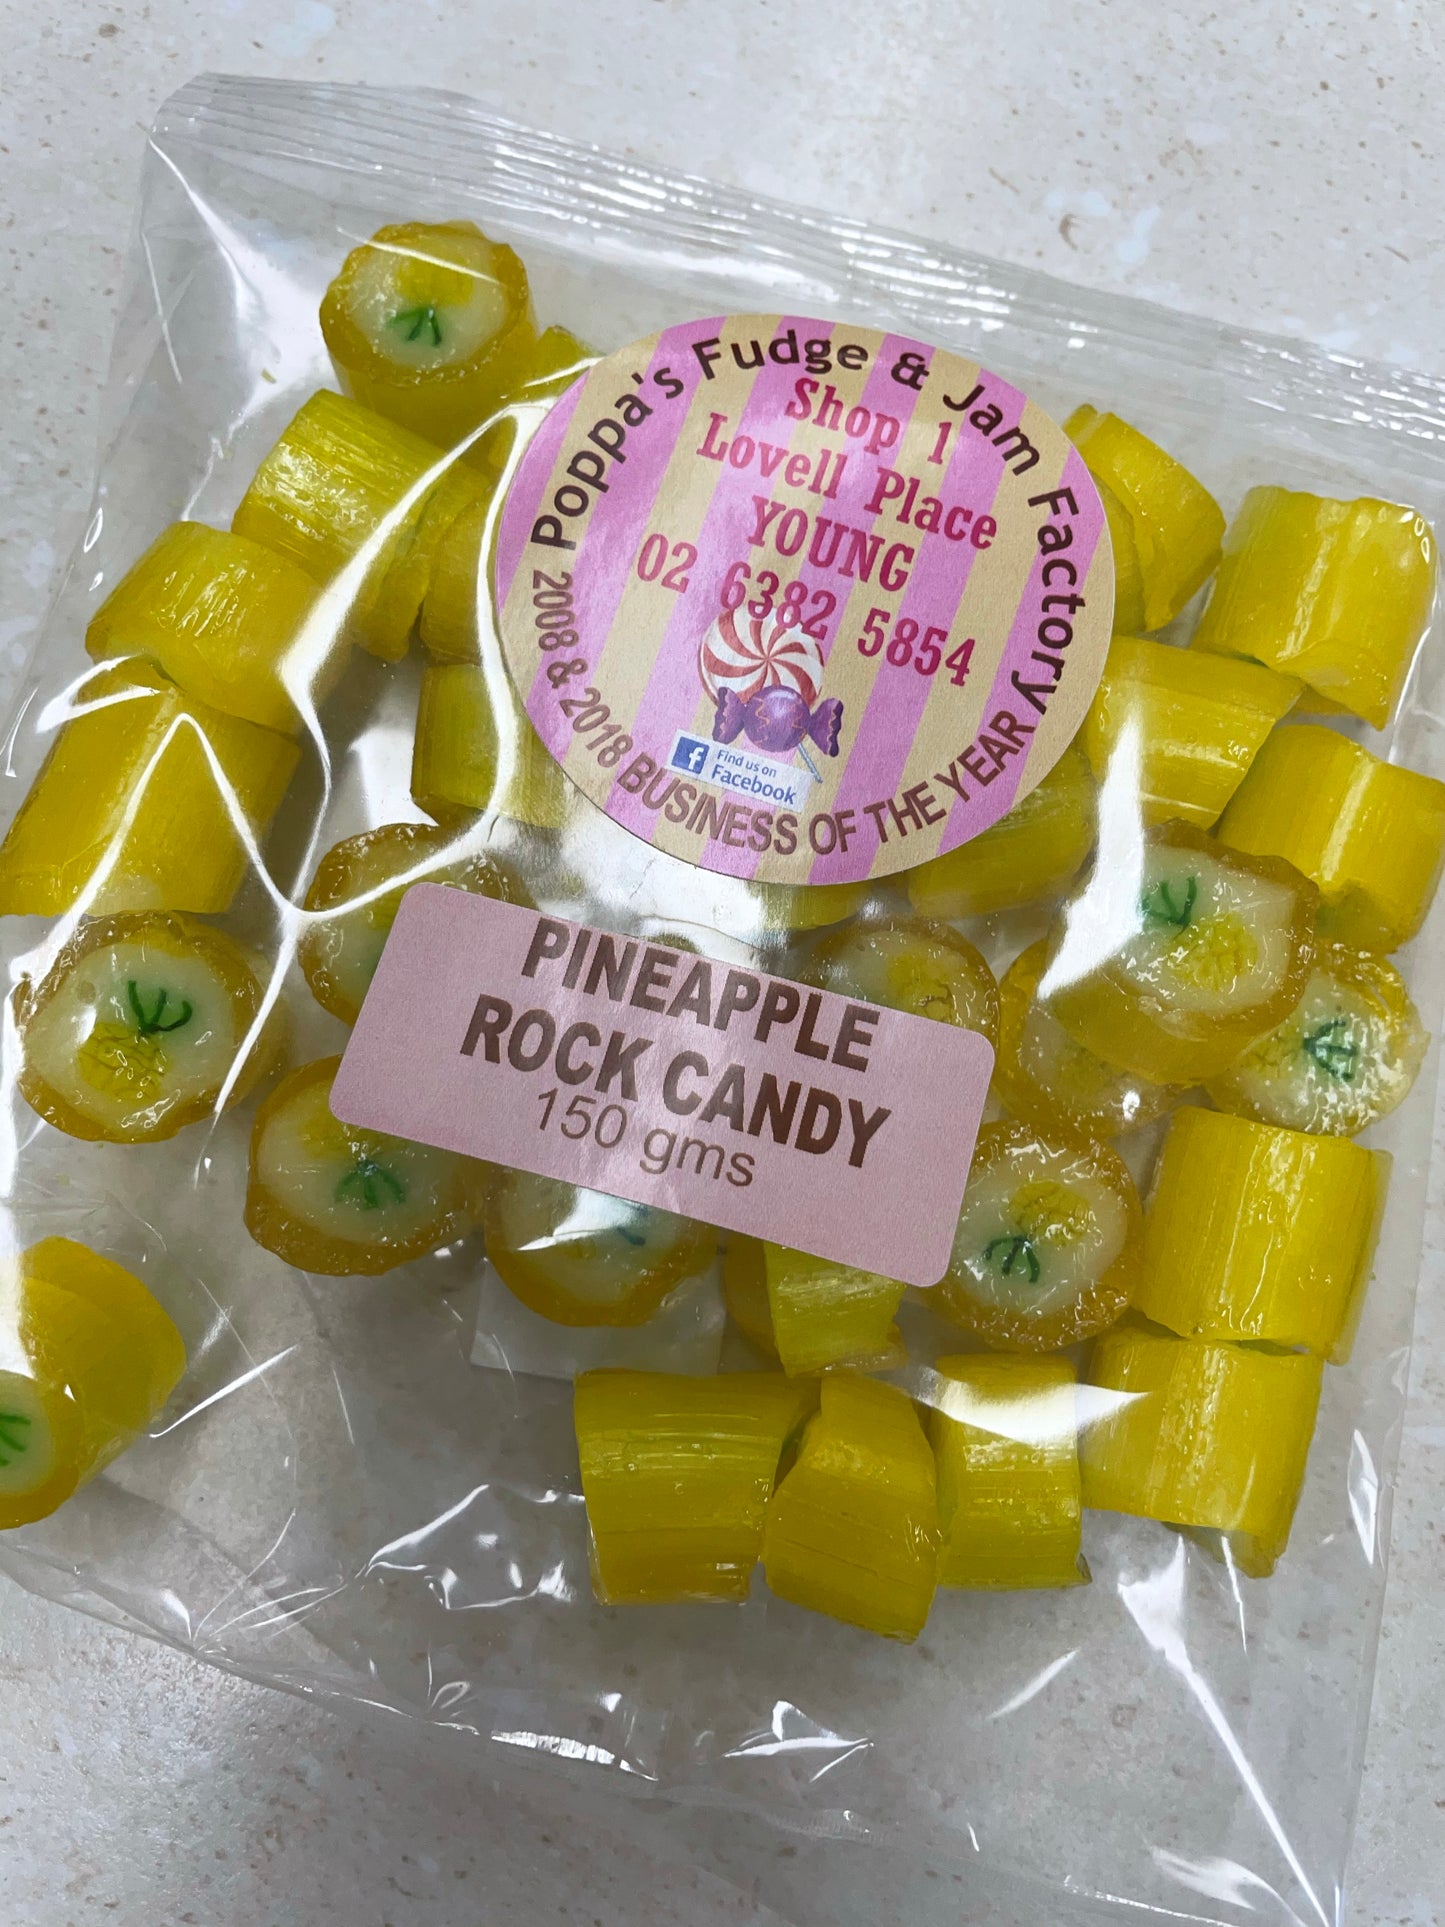 Poppa's Fudge & Jam Factory
Shop 1
Lovell Place
YOUNG
02 6382 5854
f Find us on
Facebook
2008 & 2018 BUSINESS OF THE YEAR
PINEAPPLE
ROCK CANDY
150 gms